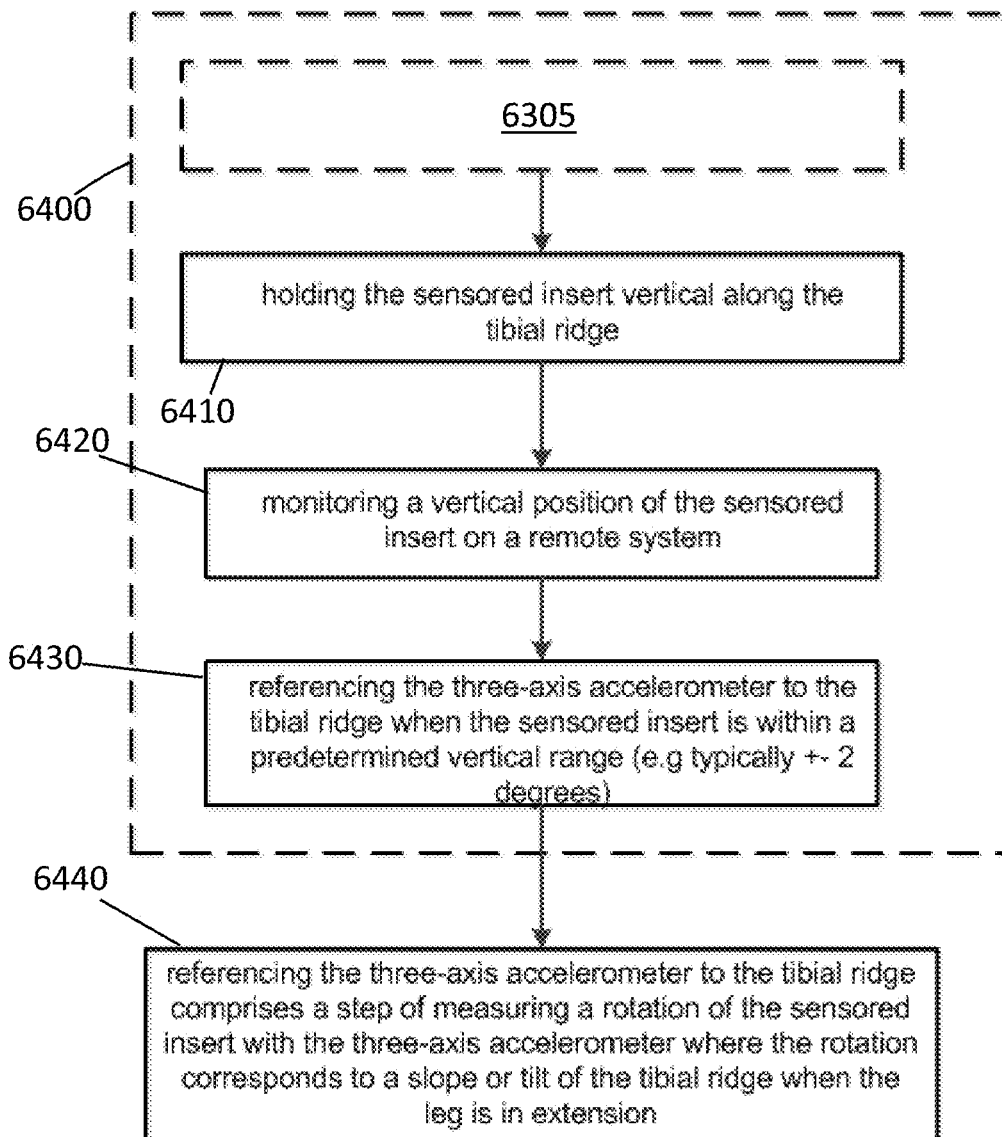 6305
6400
holding the sensored insert vertical along the
tibial ridge
6410
6420
monitoring a vertical position of the sensored
insert on a remote system
6430
referencing the three-axis accelerometer to the
tibial ridge when the sensored insert is within a
predetermined vertical range (e.g typically +- 2
degrees)
6440
referencing the three-axis accelerometer to the tibial ridge
comprises a step of measuring a rotation of the sensored
insert with the three-axis accelerometer where the rotation
corresponds to a slope or tilt of the tibial ridge when the
leg is in extension